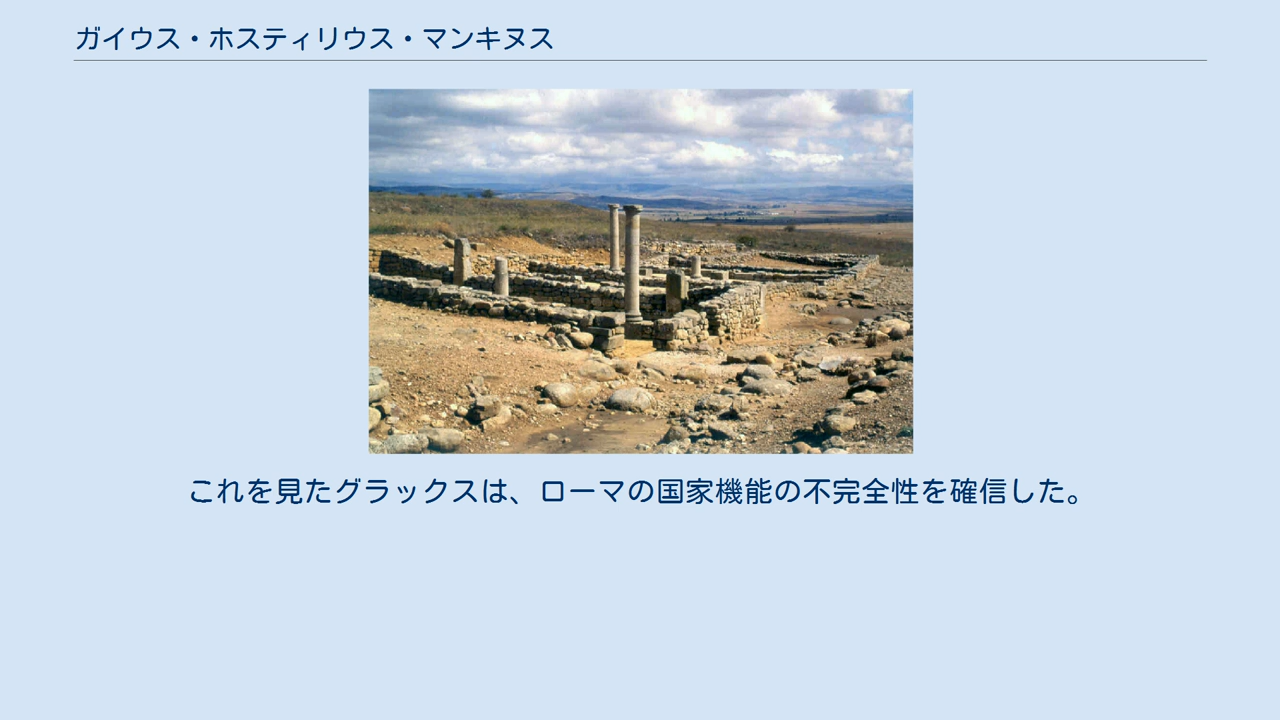 ガイウス・ホスティリウス・マンキヌス
これを見たグラックスは、ローマの国家機能の不完全性を確信した。